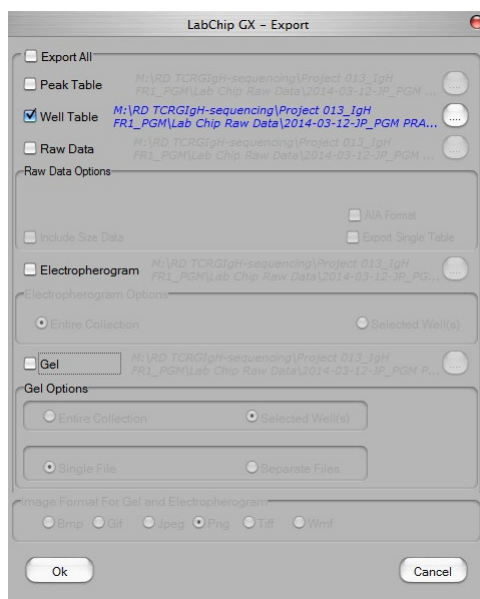 LabChip GX - Export
Export All
Peak Table
M:\RD TCRGIgH-sequencing\Project 013_IgH
FR1_PGM\Lab Chip Raw Data\2014-03-12-JP_PGM ...
....
Well Table
M:\RD TCRGIgH-sequencing\Project 013_IgH
FR1_PGM\Lab Chip Raw Data\2014-03-12-JP_PGM PRA...
....
Raw Data
M:\RD TCRGIgH-sequencing\Project 013_IgH
FR1_PGM\Lab Chip Raw Data\2014-03-12-JP_PGM ...
....
Raw Data Options
AIA Format
Include Size Data
Export Single Table
Electropherogram
M:\RD TCRGIgH-sequencing\Project 013_IgH
FR1_PGM\Lab Chip Raw Data\2014-03-12-JP_PG...
....
Electropherogram Options
Entire Collection
Selected Well(s)
Gel
M:\RD TCRGIgH-sequencing\Project 013_IgH
FR1_PGM\Lab Chip Raw Data\2014-03-12-JP_PGM P...
....
Gel Options
Entire Collection
Selected Well(s)
Single File
Separate Files
Image Format For Gel and Electropherogram
Bmp Gif Jpeg Png Tiff Wmf
Ok
Cancel